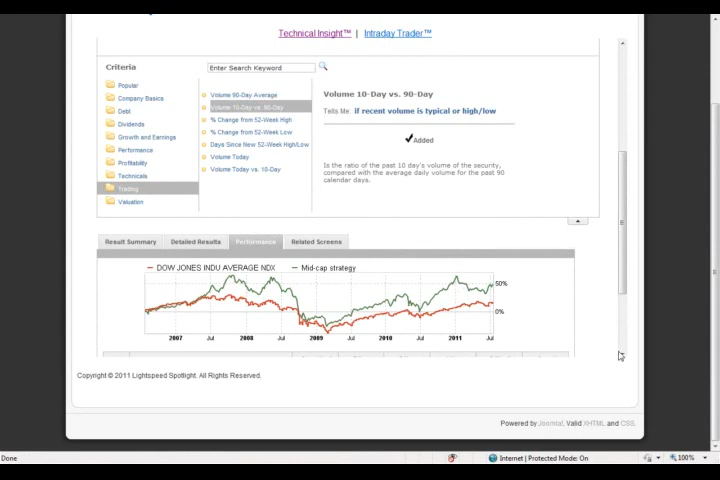 Technical Insight™ | Intraday Trader™
Criteria
Enter Search Keyword
Popular
Company Basics
Debt
Dividends
Growth and Earnings
Performance
Profitability
Technicals
Trading
Valuation
Volume 90-Day Average
Volume 10-Day vs. 90-Day
% Change from 52-Week High
% Change from 52-Week Low
Days Since New 52-Week High/Low
Volume Today
Volume Today vs. 10-Day
Volume 10-Day vs. 90-Day
Tells Me: if recent volume is typical or high/low
Added
Is the ratio of the past 10 day's volume of the security,
compared with the average daily volume for the past 90
calendar days.
Result Summary
Detailed Results
Performance
Related Screens
DOW JONES INDU AVERAGE NDX
Mid-cap strategy
50%
0%
2007 Jul 2008 Jul 2009 Jul 2010 Jul 2011 Jul
Copyright © 2011 Lightspeed Spotlight. All Rights Reserved.
Powered by Joomla!. Valid XHTML and CSS.
Done
Internet | Protected Mode: On
100%